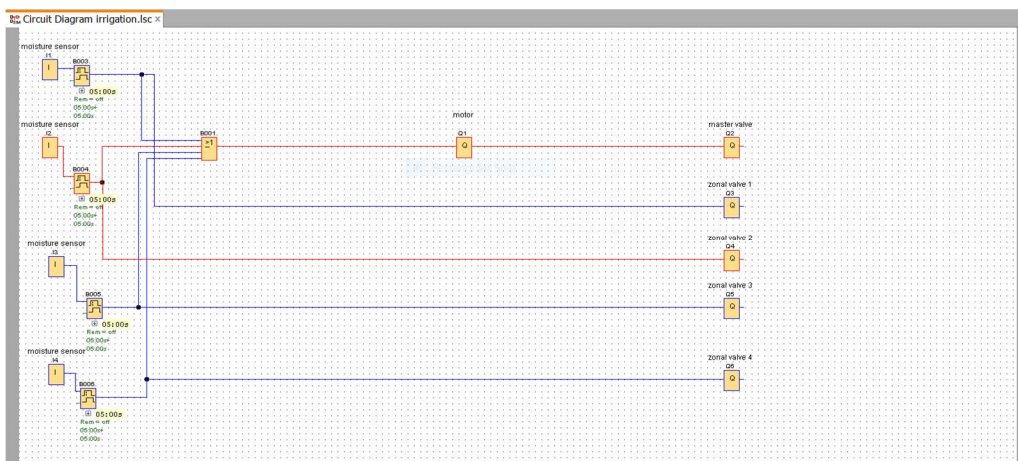 Circuit Diagram irrigation.lsc ×
moisture sensor
I1
I
B003
05:00s
Rem = off
05:00s+
05:00s
moisture sensor
I2
I
B004
05:00s
Rem = off
05:00s+
05:00s
B001
≥1
motor
Q1
Q
master valve
Q2
Q
zonal valve 1
Q3
Q
zonal valve 2
Q4
Q
moisture sensor
I3
I
B005
05:00s
Rem = off
05:00s+
05:00s
zonal valve 3
Q5
Q
moisture sensor
I4
I
B006
05:00s
Rem = off
05:00s+
05:00s
zonal valve 4
Q6
Q